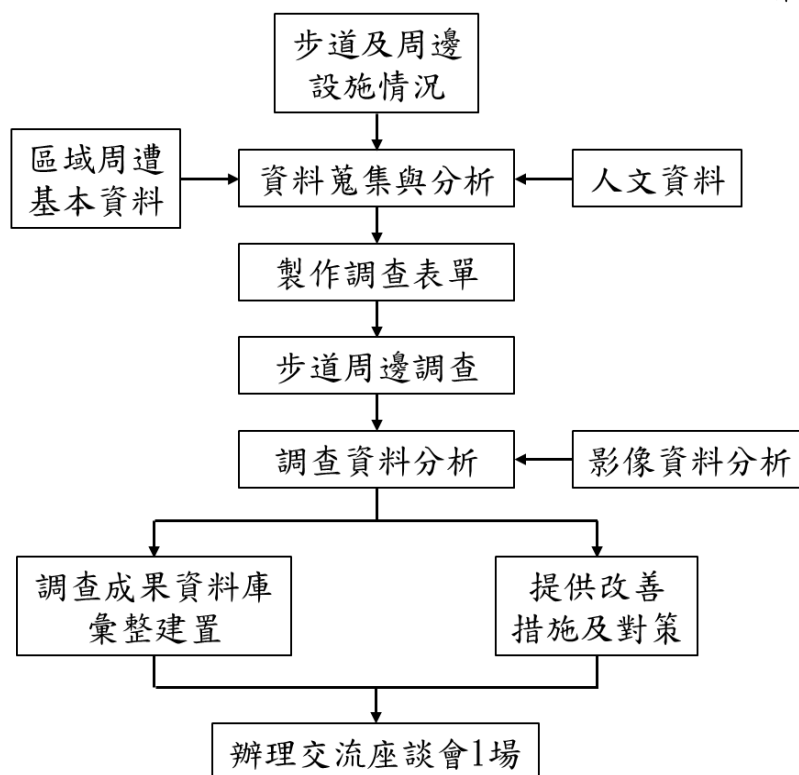 步道及周邊
設施情況
區域周遭
基本資料
資料蒐集與分析
人文資料
製作調查表單
步道周邊調查
調查資料分析
影像資料分析
調查成果資料庫
彙整建置
提供改善
措施及對策
辦理交流座談會1場